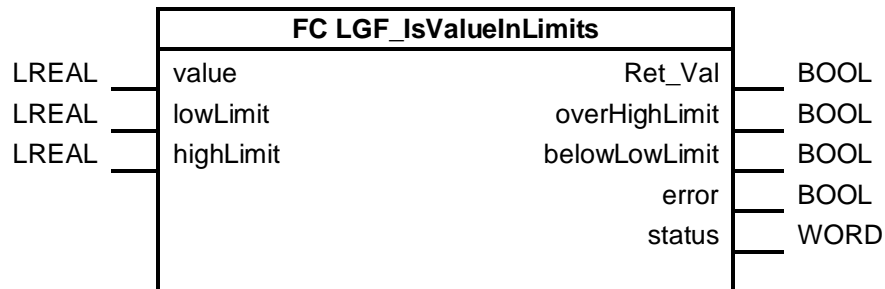 FC LGF_IsValueInLimits
LREAL value Ret_Val BOOL
LREAL lowLimit overHighLimit BOOL
LREAL highLimit belowLowLimit BOOL
error BOOL
status WORD